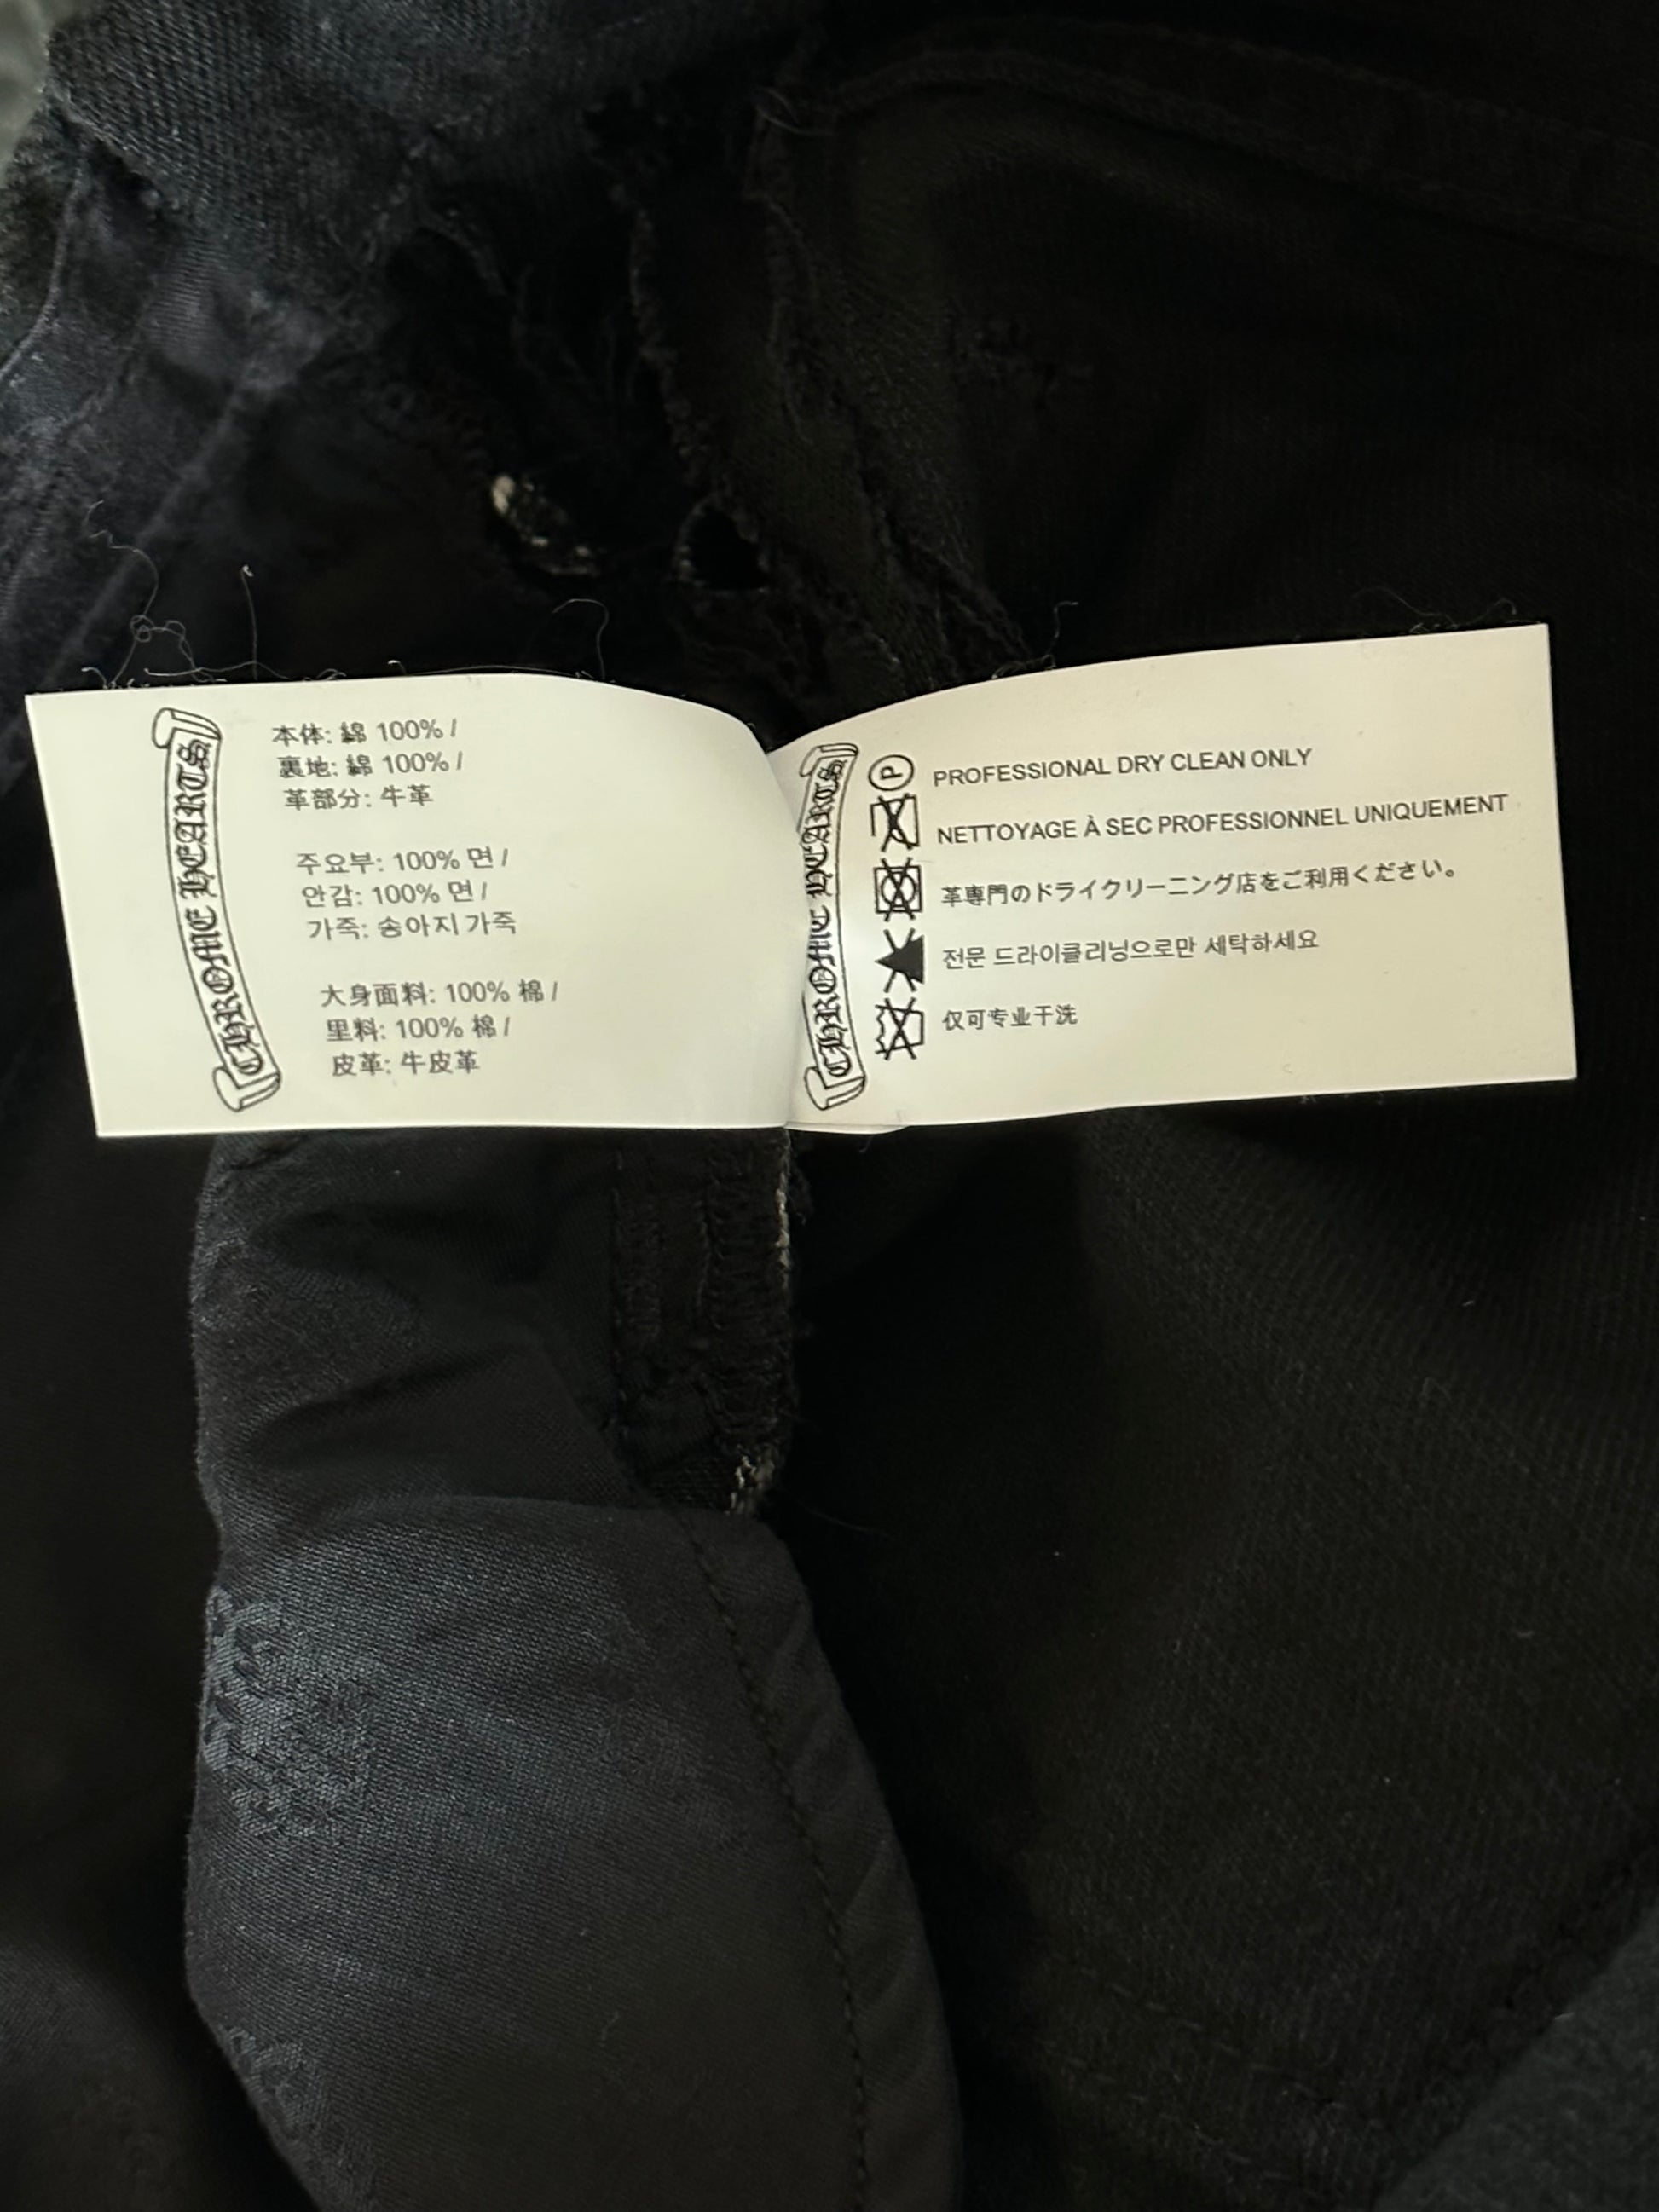 CHROME HEARTS
本体: 綿 100% /
裏地: 綿 100% /
革部分: 牛革
주요부: 100% 면 /
안감: 100% 면 /
가죽: 송아지 가죽
大身面料: 100% 棉 /
里料: 100% 棉 /
皮革: 牛皮革
CHROME HEARTS
P
PROFESSIONAL DRY CLEAN ONLY
NETTOYAGE À SEC PROFESSIONNEL UNIQUEMENT
革専門のドライクリーニング店をご利用ください。
전문 드라이클리닝으로만 세탁하세요
仅可专业干洗